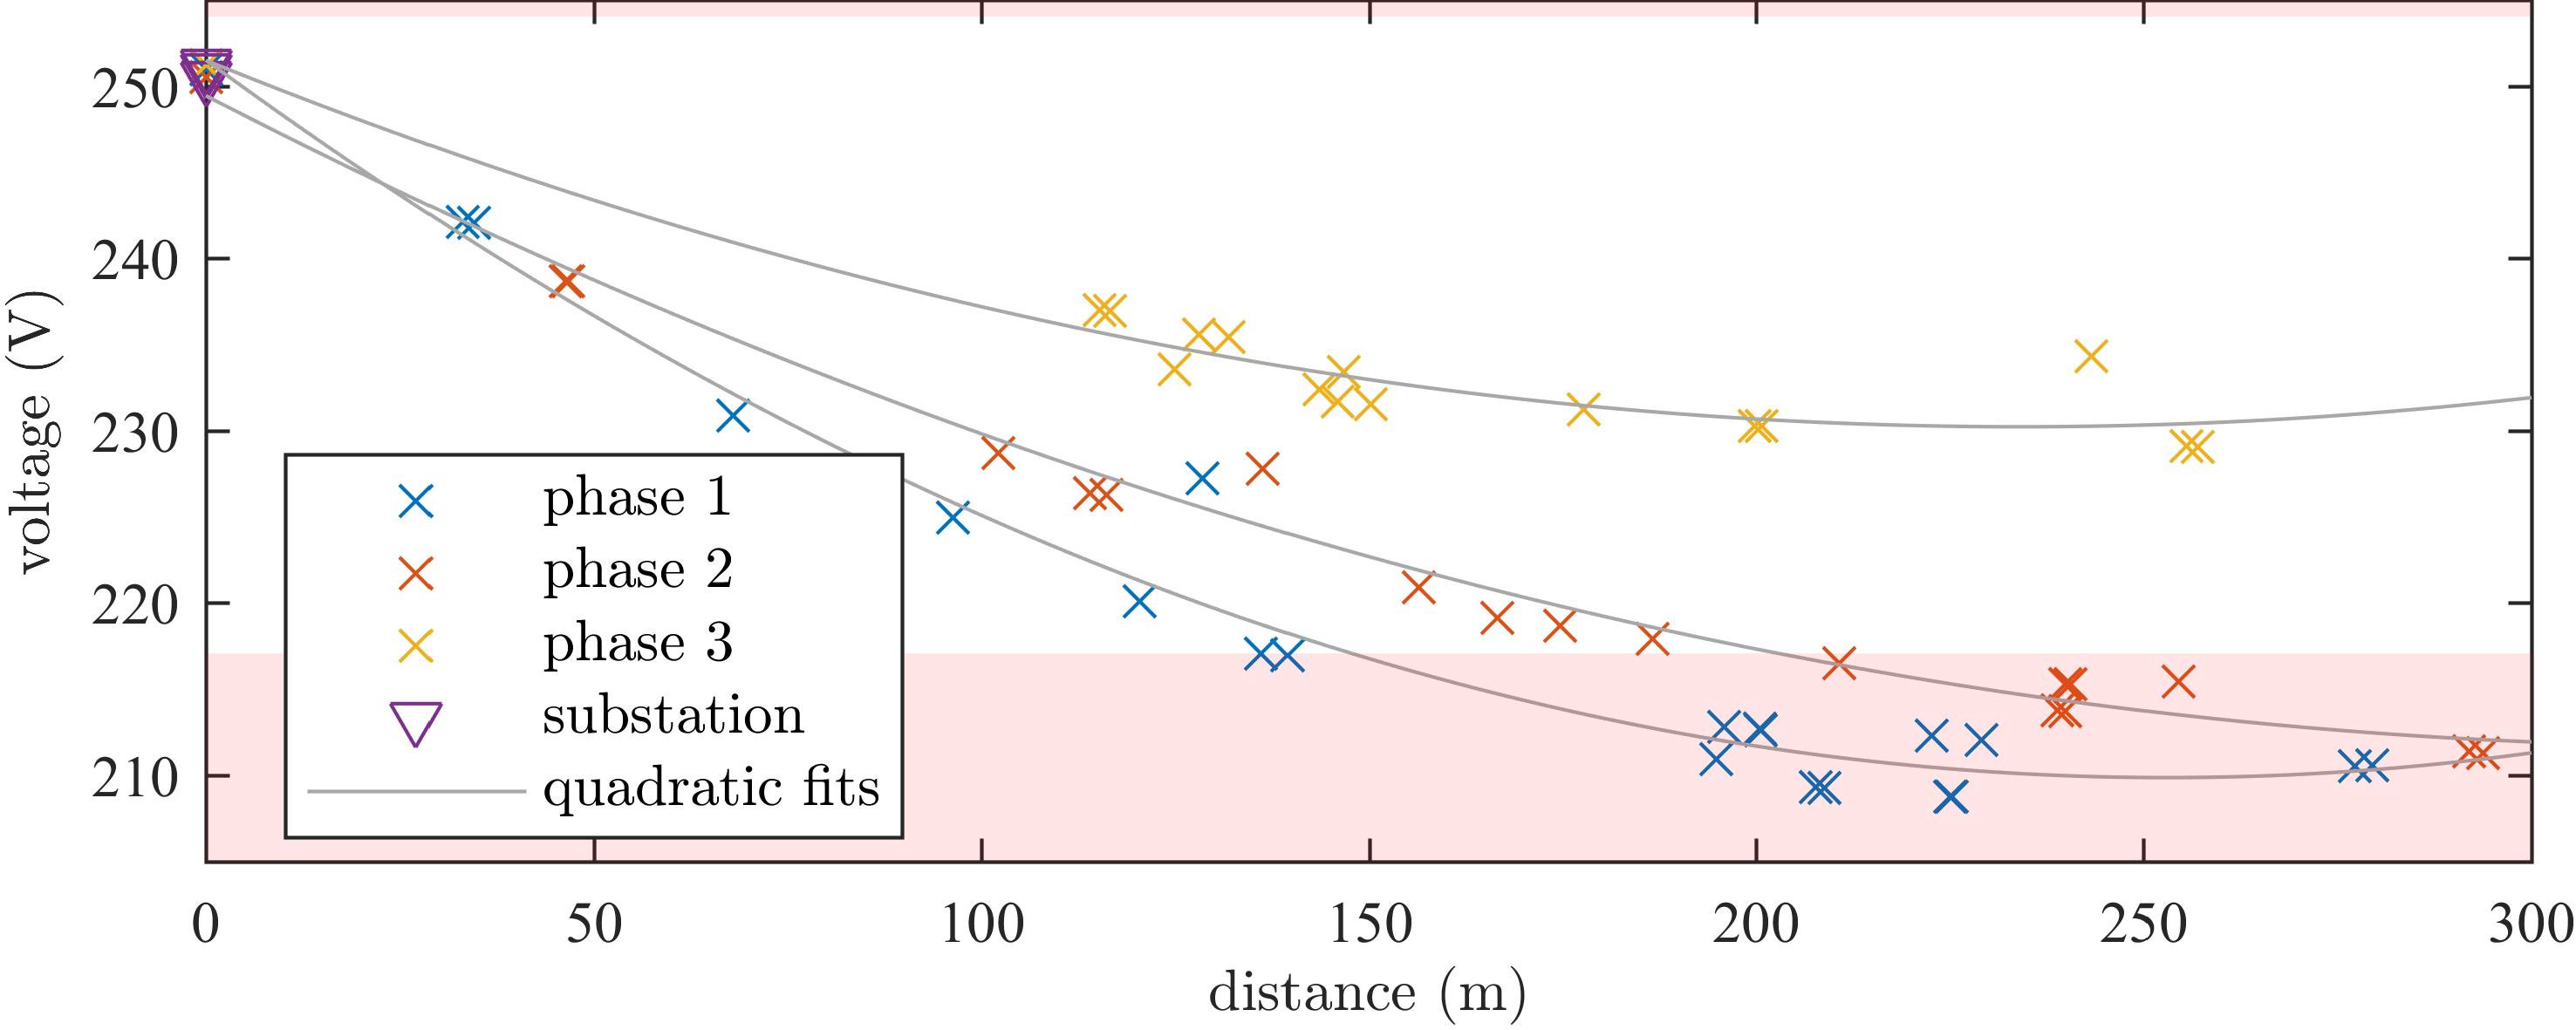 250
240
230
220
210
voltage (V)
phase 1
phase 2
phase 3
substation
quadratic fits
0 50 100 150 200 250 300
distance (m)